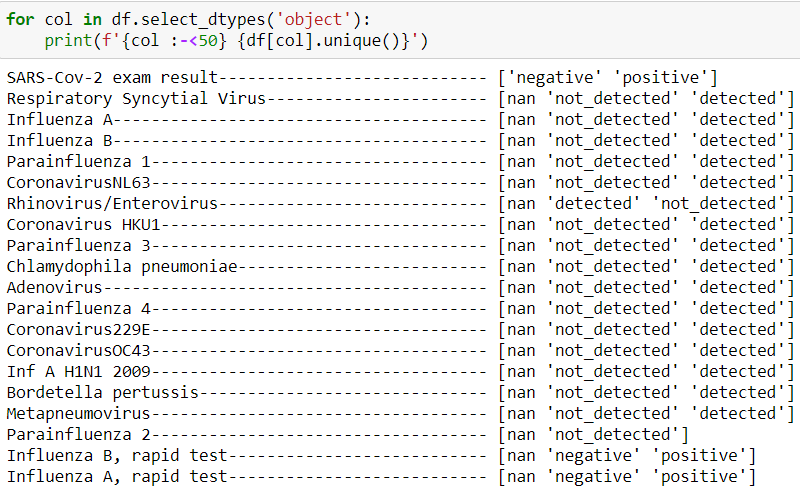 for col in df.select_dtypes('object'):
    print(f'{col :-<50} {df[col].unique()}')
SARS-Cov-2 exam result---------------------------- ['negative' 'positive']
Respiratory Syncytial Virus----------------------- [nan 'not_detected' 'detected']
Influenza A--------------------------------------- [nan 'not_detected' 'detected']
Influenza B--------------------------------------- [nan 'not_detected' 'detected']
Parainfluenza 1----------------------------------- [nan 'not_detected' 'detected']
CoronavirusNL63----------------------------------- [nan 'not_detected' 'detected']
Rhinovirus/Enterovirus---------------------------- [nan 'detected' 'not_detected']
Coronavirus HKU1---------------------------------- [nan 'not_detected' 'detected']
Parainfluenza 3----------------------------------- [nan 'not_detected' 'detected']
Chlamydophila pneumoniae-------------------------- [nan 'not_detected' 'detected']
Adenovirus---------------------------------------- [nan 'not_detected' 'detected']
Parainfluenza 4----------------------------------- [nan 'not_detected' 'detected']
Coronavirus229E----------------------------------- [nan 'not_detected' 'detected']
CoronavirusOC43----------------------------------- [nan 'not_detected' 'detected']
Inf A H1N1 2009----------------------------------- [nan 'not_detected' 'detected']
Bordetella pertussis------------------------------ [nan 'not_detected' 'detected']
Metapneumovirus----------------------------------- [nan 'not_detected' 'detected']
Parainfluenza 2----------------------------------- [nan 'not_detected']
Influenza B, rapid test--------------------------- [nan 'negative' 'positive']
Influenza A, rapid test--------------------------- [nan 'negative' 'positive']